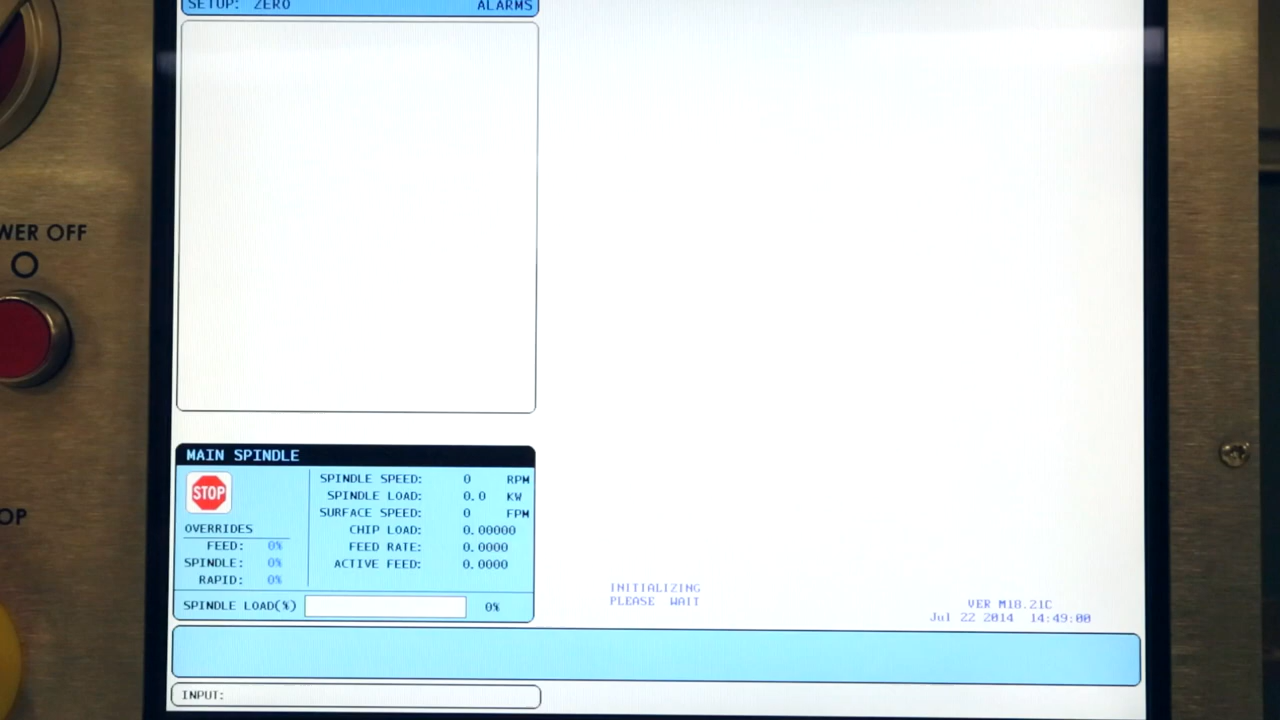 SETUP: ZERO ALARMS
WER OFF
OP
MAIN SPINDLE
STOP
OVERRIDES
FEED: 0%
SPINDLE: 0%
RAPID: 0%
SPINDLE SPEED: 0 RPM
SPINDLE LOAD: 0.0 KW
SURFACE SPEED: 0 FPM
CHIP LOAD: 0.00000
FEED RATE: 0.0000
ACTIVE FEED: 0.0000
SPINDLE LOAD(%) 0%
INITIALIZING
PLEASE WAIT
VER M18.21C
Jul 22 2014 14:49:00
INPUT: